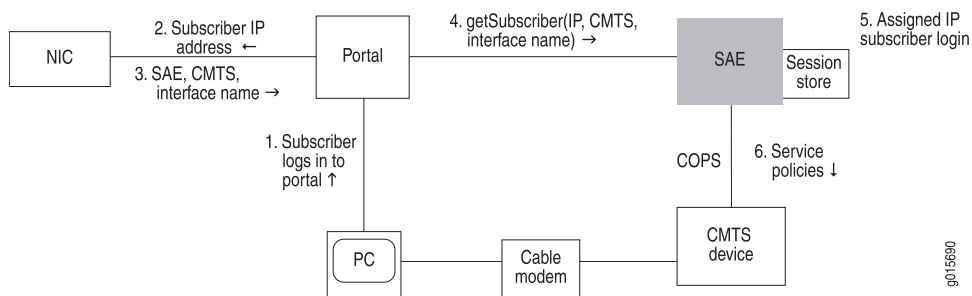 2. Subscriber IP
address ←
NIC
3. SAE, CMTS,
interface name →
Portal
4. getSubscriber(IP, CMTS,
interface name) →
SAE
Session
store
5. Assigned IP
subscriber login
1. Subscriber
logs in to
portal ↑
COPS
6. Service
policies ↓
PC
Cable
modem
CMTS
device
g015690